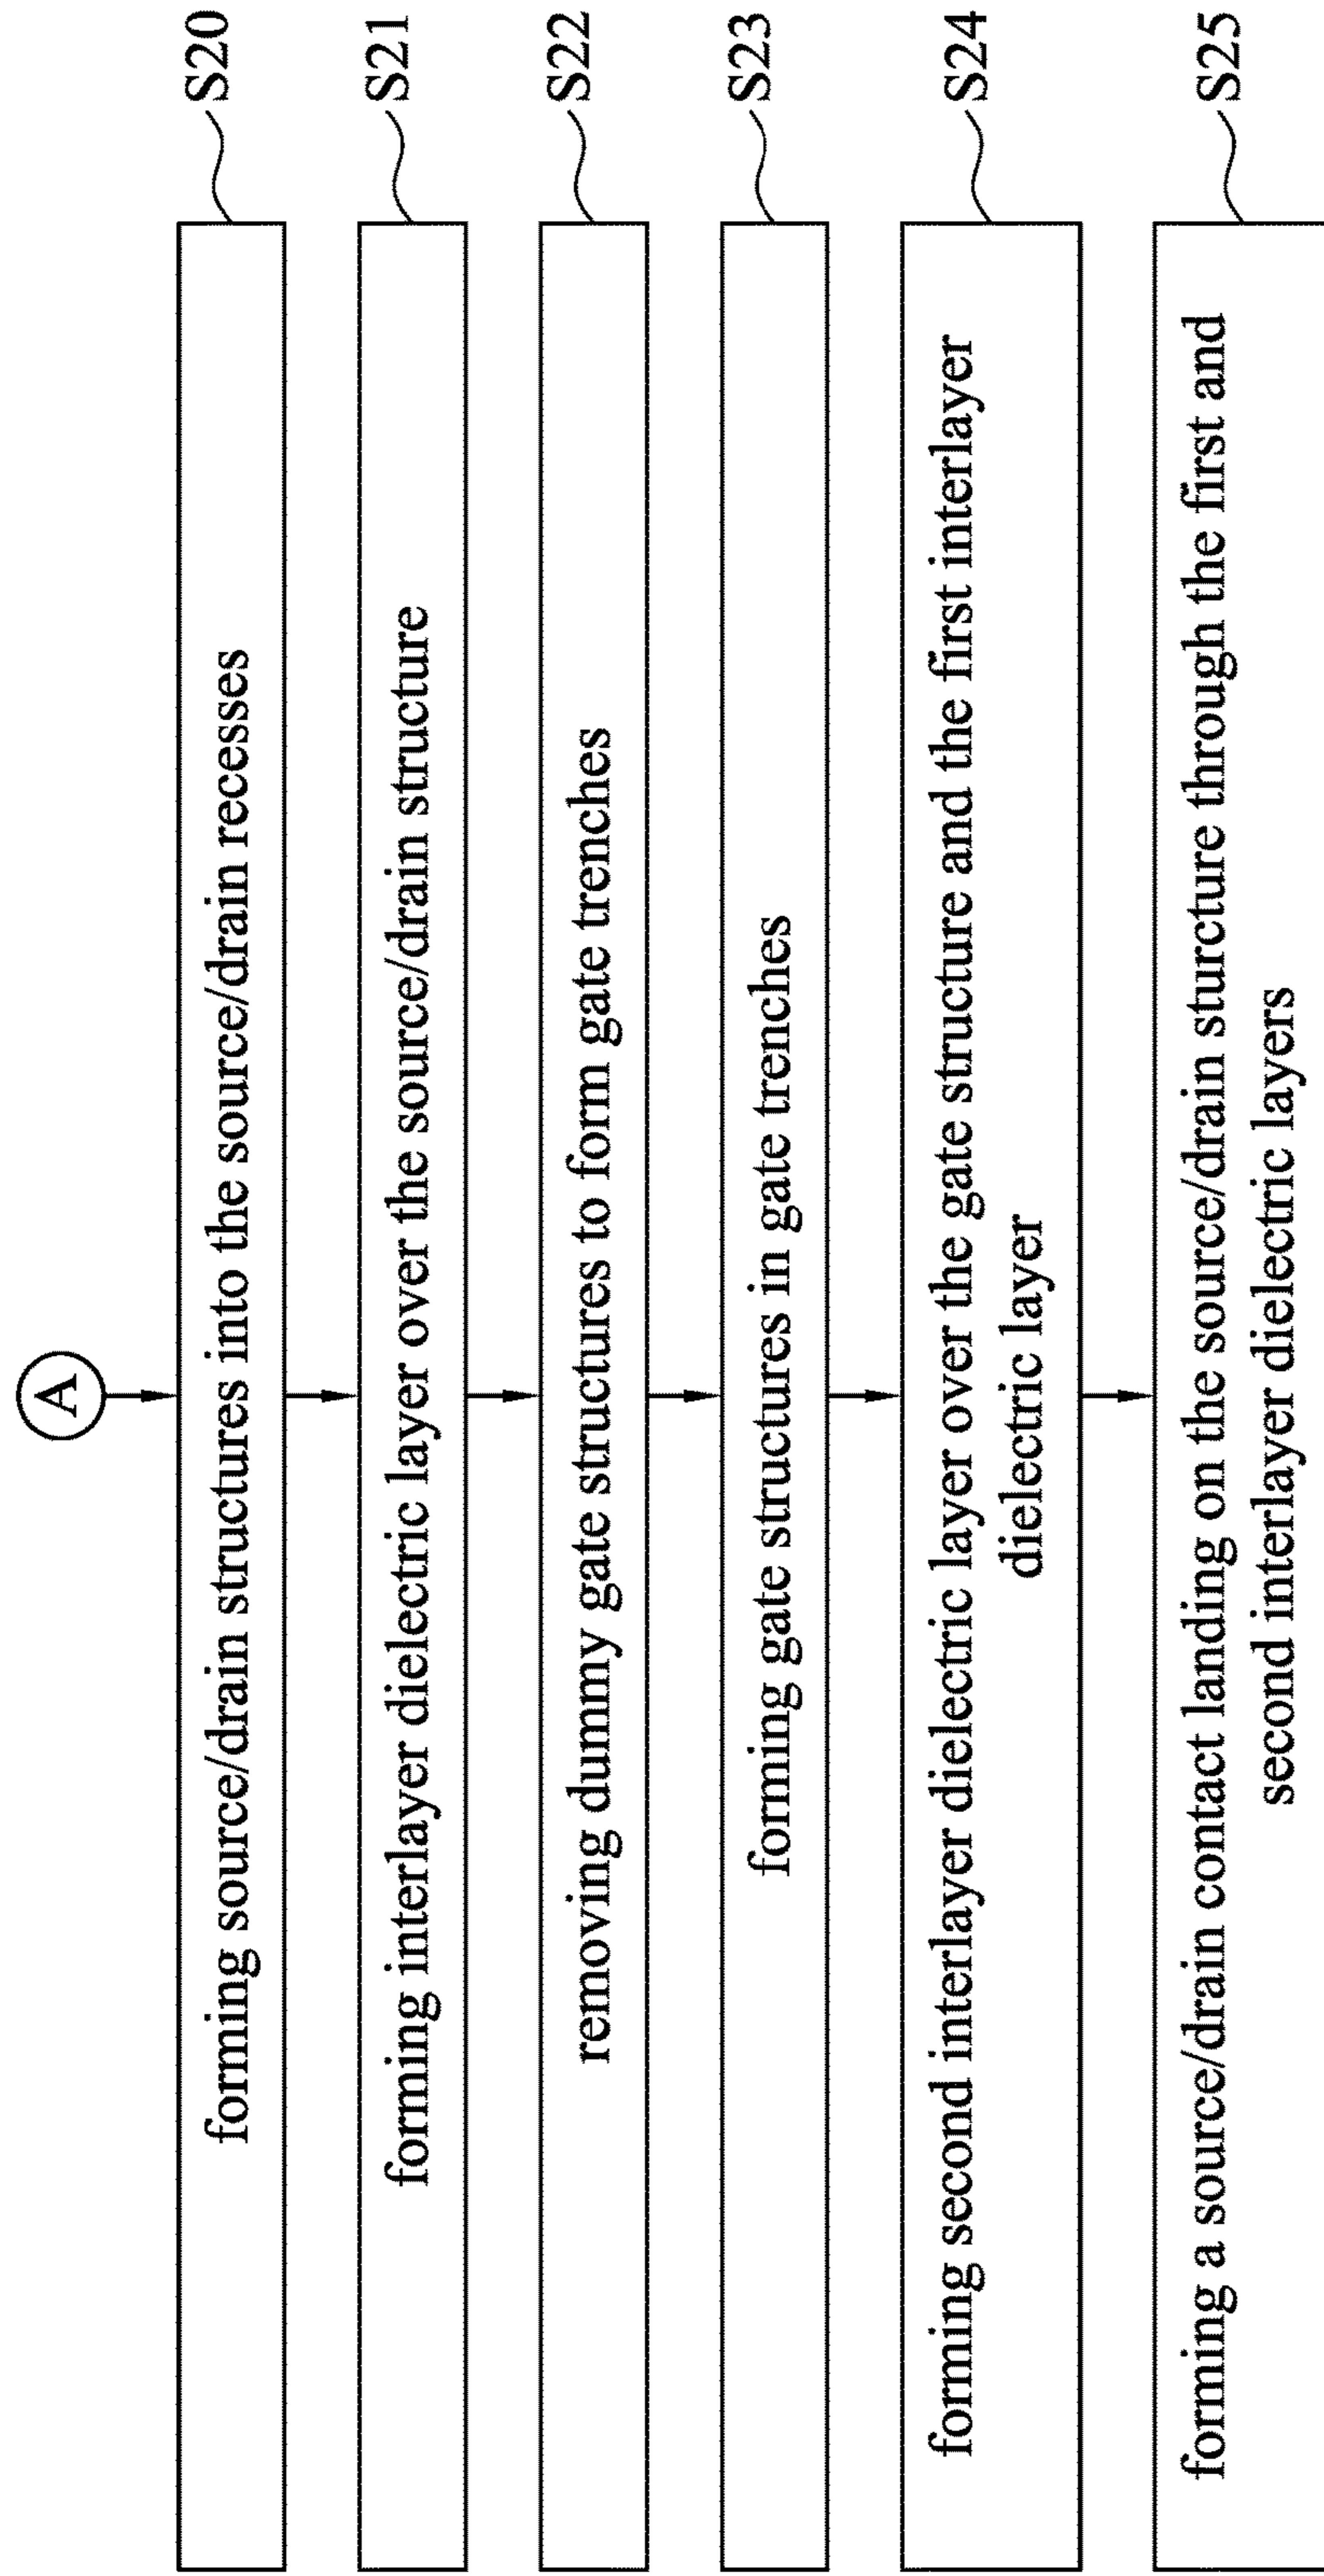 A
forming source/drain structures into the source/drain recesses
S20
forming interlayer dielectric layer over the source/drain structure
S21
removing dummy gate structures to form gate trenches
S22
forming gate structures in gate trenches
S23
forming second interlayer dielectric layer over the gate structure and the first interlayer
dielectric layer
S24
forming a source/drain contact landing on the source/drain sturcture through the first and
second interlayer dielectric layers
S25